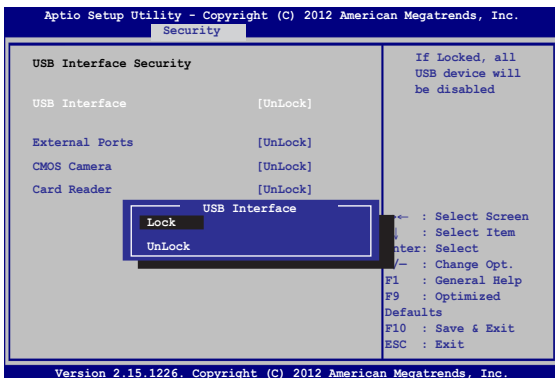 Aptio Setup Utility - Copyright (C) 2012 American Megatrends, Inc.
Security
USB Interface Security
USB Interface [UnLock]
External Ports [UnLock]
CMOS Camera [UnLock]
Card Reader [UnLock]
USB Interface
Lock
UnLock
If Locked, all
USB device will
be disabled
← : Select Screen
: Select Item
nter: Select
/— : Change Opt.
F1 : General Help
F9 : Optimized
Defaults
F10 : Save & Exit
ESC : Exit
Version 2.15.1226. Copyright (C) 2012 American Megatrends, Inc.